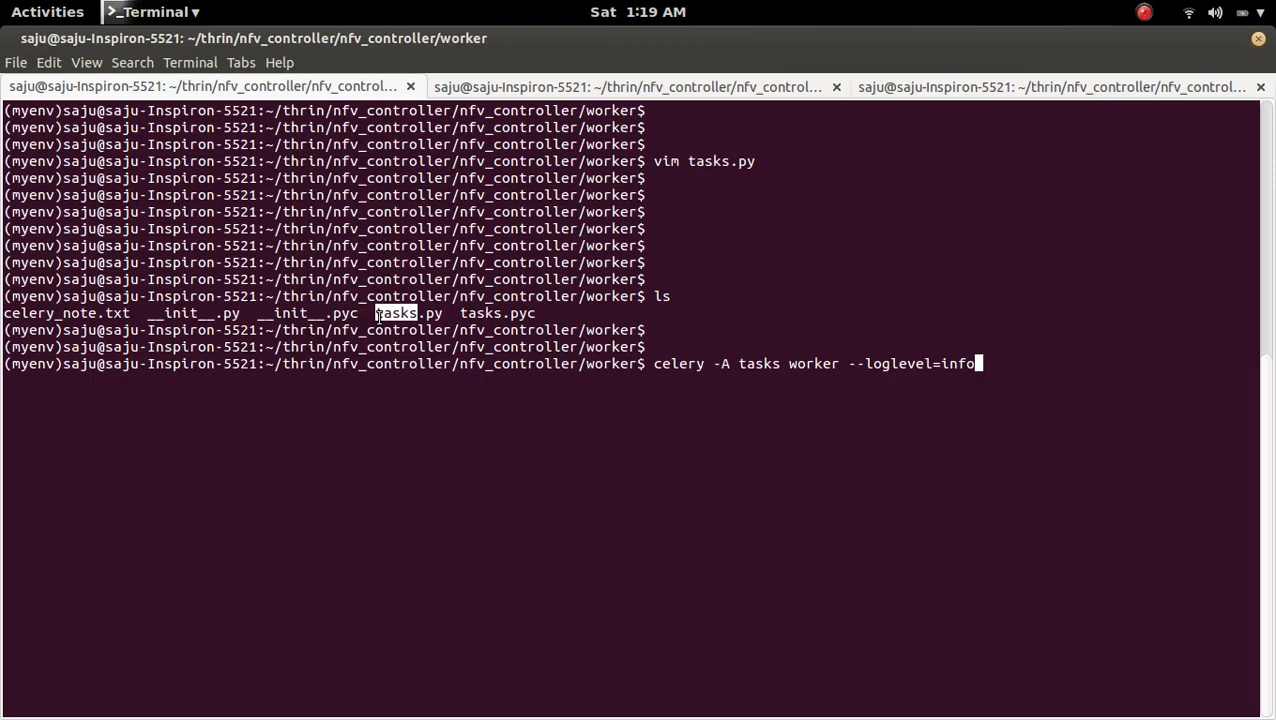 Activities >_Terminal ▾ Sat 1:19 AM
saju@saju-Inspiron-5521: ~/thrin/nfv_controller/nfv_controller/worker
File Edit View Search Terminal Tabs Help
saju@saju-Inspiron-5521: ~/thrin/nfv_controller/nfv_control... × saju@saju-Inspiron-5521: ~/thrin/nfv_controller/nfv_control... × saju@saju-Inspiron-5521: ~/thrin/nfv_controller/nfv_control... ×
(myenv)saju@saju-Inspiron-5521:~/thrin/nfv_controller/nfv_controller/worker$
(myenv)saju@saju-Inspiron-5521:~/thrin/nfv_controller/nfv_controller/worker$
(myenv)saju@saju-Inspiron-5521:~/thrin/nfv_controller/nfv_controller/worker$
(myenv)saju@saju-Inspiron-5521:~/thrin/nfv_controller/nfv_controller/worker$ vim tasks.py
(myenv)saju@saju-Inspiron-5521:~/thrin/nfv_controller/nfv_controller/worker$
(myenv)saju@saju-Inspiron-5521:~/thrin/nfv_controller/nfv_controller/worker$
(myenv)saju@saju-Inspiron-5521:~/thrin/nfv_controller/nfv_controller/worker$
(myenv)saju@saju-Inspiron-5521:~/thrin/nfv_controller/nfv_controller/worker$
(myenv)saju@saju-Inspiron-5521:~/thrin/nfv_controller/nfv_controller/worker$
(myenv)saju@saju-Inspiron-5521:~/thrin/nfv_controller/nfv_controller/worker$
(myenv)saju@saju-Inspiron-5521:~/thrin/nfv_controller/nfv_controller/worker$
(myenv)saju@saju-Inspiron-5521:~/thrin/nfv_controller/nfv_controller/worker$ ls
celery_note.txt __init__.py __init__.pyc tasks.py tasks.pyc
(myenv)saju@saju-Inspiron-5521:~/thrin/nfv_controller/nfv_controller/worker$
(myenv)saju@saju-Inspiron-5521:~/thrin/nfv_controller/nfv_controller/worker$
(myenv)saju@saju-Inspiron-5521:~/thrin/nfv_controller/nfv_controller/worker$ celery -A tasks worker --loglevel=info